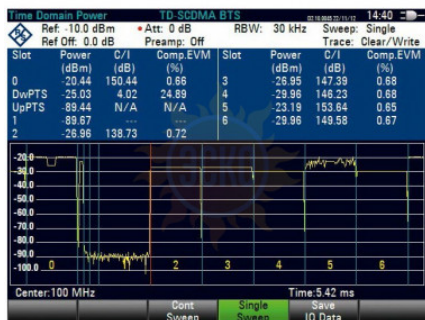 Time Domain Power TD-SCDMA BTS 22/11/12 14:40
Ref: -10.0 dBm • Att: 0 dB RBW: 30 kHz Sweep: Single
Ref Off: 0.0 dB Preamp: Off Trace: Clear/Write
Slot Power C/I Comp.EVM Slot Power C/I Comp.EVM
(dBm) (dB) (%) (dBm) (dB) (%)
0 -20.44 150.44 0.66 3 -26.95 147.39 0.68
DwPTS -25.03 4.02 24.89 4 -29.96 146.23 0.68
UpPTS -89.44 N/A N/A 5 -23.19 153.64 0.65
1 -89.67 --- --- 6 -29.96 149.58 0.67
2 -26.96 138.73 0.72
-20.0
-30.0
-40.0
-50.0
-60.0
-70.0
-80.0
-90.0
-100.0 0 1 2 3 4 5 6
Center:100 MHz Time:5.42 ms
Cont Sweep Single Sweep Save IQ Data